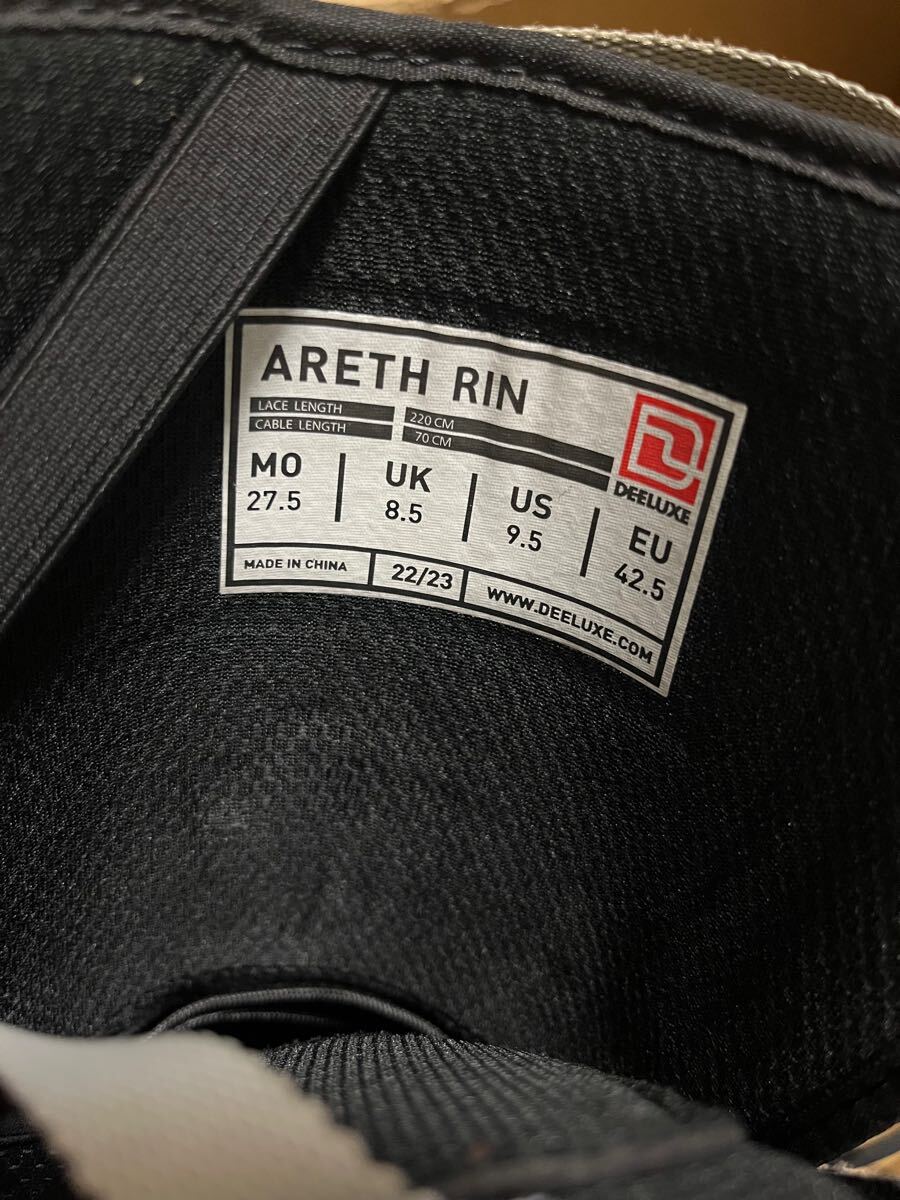 ARETH RIN
LACE LENGTH 220 CM
CABLE LENGTH 70 CM
DEELUXE
MO UK US EU
27.5 8.5 9.5 42.5
MADE IN CHINA 22/23 WWW.DEELUXE.COM